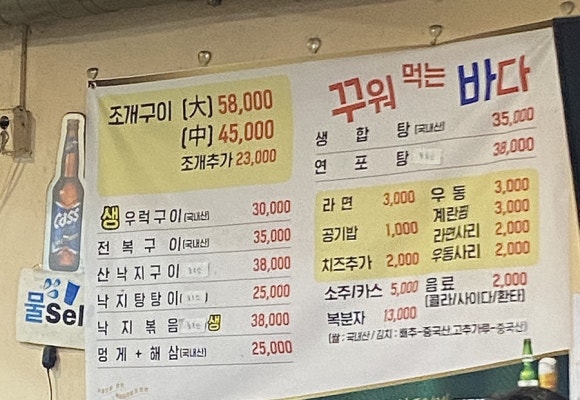 꾸워 먹는 바다
조개구이 (大) 58,000
(中) 45,000
조개추가 23,000
생 우럭구이(국내산) 30,000
전복구이(국내산) 35,000
산낙지구이 38,000
낙지탕탕이 25,000
낙지볶음 생 38,000
멍게+해삼(국내산) 25,000
생합탕(국내산) 35,000
연포탕 38,000
라면 3,000
공기밥 1,000
치즈추가 2,000
우동 3,000
계란찜 3,000
라면사리 2,000
우동사리 2,000
소주/카스 5,000
음료 2,000
(콜라/사이다/환타)
복분자 13,000
(쌀:국내산/김치:배추-중국산,고추가루-중국산)
Cass
물 Sel